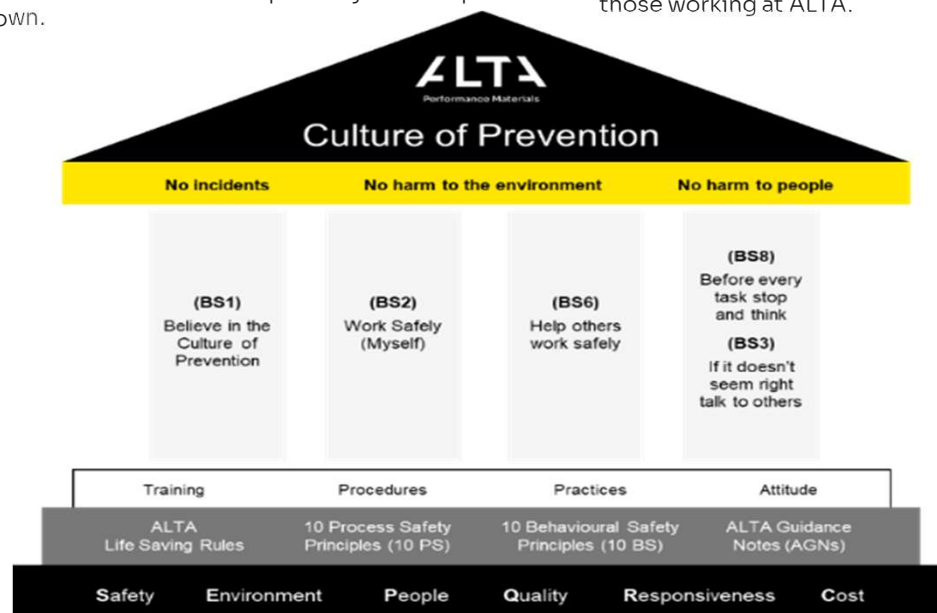 own.
those working at ALTA.
ALTA
Performance Materials
Culture of Prevention
No incidents No harm to the environment No harm to people
(BS1)
Believe in the
Culture of
Prevention
(BS2)
Work Safely
(Myself)
(BS6)
Help others
work safely
(BS8)
Before every
task stop
and think
(BS3)
If it doesn't
seem right
talk to others
Training Procedures Practices Attitude
ALTA
Life Saving Rules
10 Process Safety
Principles (10 PS)
10 Behavioural Safety
Principles (10 BS)
ALTA Guidance
Notes (AGNs)
Safety Environment People Quality Responsiveness Cost